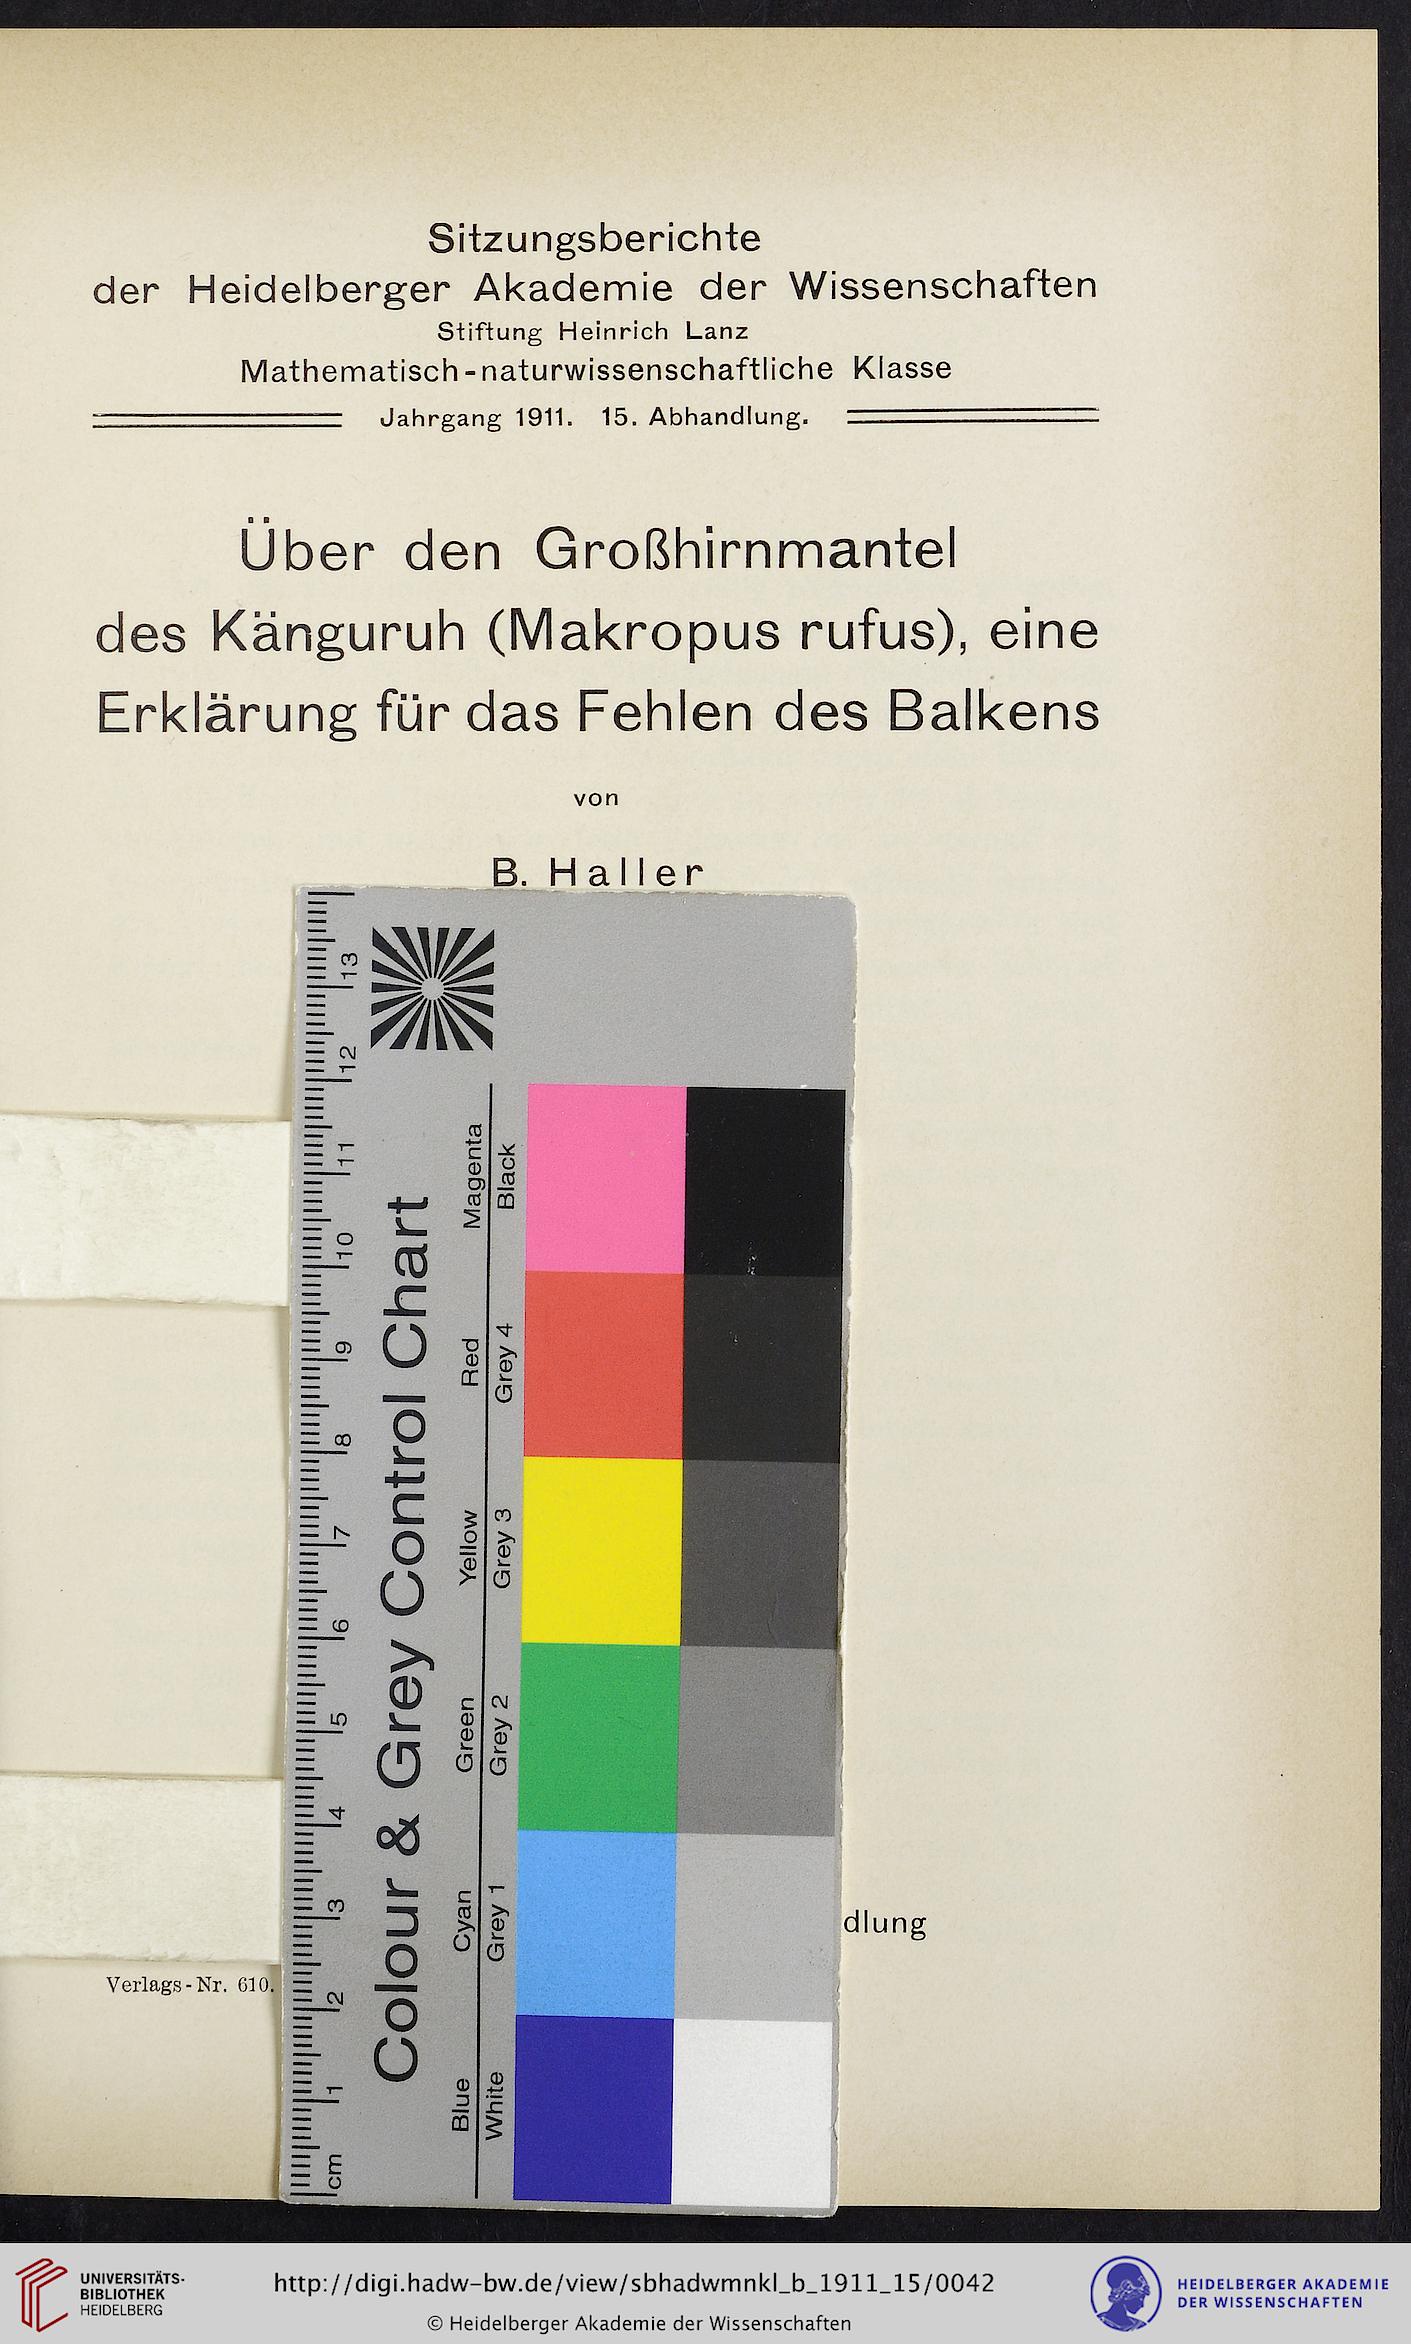 Sitzungsberichte
der Heidelberger Akademie der Wissenschaften
Stiftung Heinrich Lanz
Mathematisch-naturwissenschaftliche Klasse
Jahrgang 1911. 15. Abhandlung.
Über den Großhirnmantel
des Känguruh (Makropus rufus), eine
Erklärung für das Fehlen des Balkens
von
B. Haller
dlung
Verlags-Nr. 610.
Colour & Grey Control Chart
Blue Cyan Green Yellow Red Magenta
White Grey 1 Grey 2 Grey 3 Grey 4 Black
cm 1 2 3 4 5 6 7 8 9 10 11 12 13
UNIVERSITÄTS-
BIBLIOTHEK
HEIDELBERG
http://digi.hadw-bw.de/view/sbhadwmnkl_b_1911_15/0042
© Heidelberger Akademie der Wissenschaften
HEIDELBERGER AKADEMIE
DER WISSENSCHAFTEN